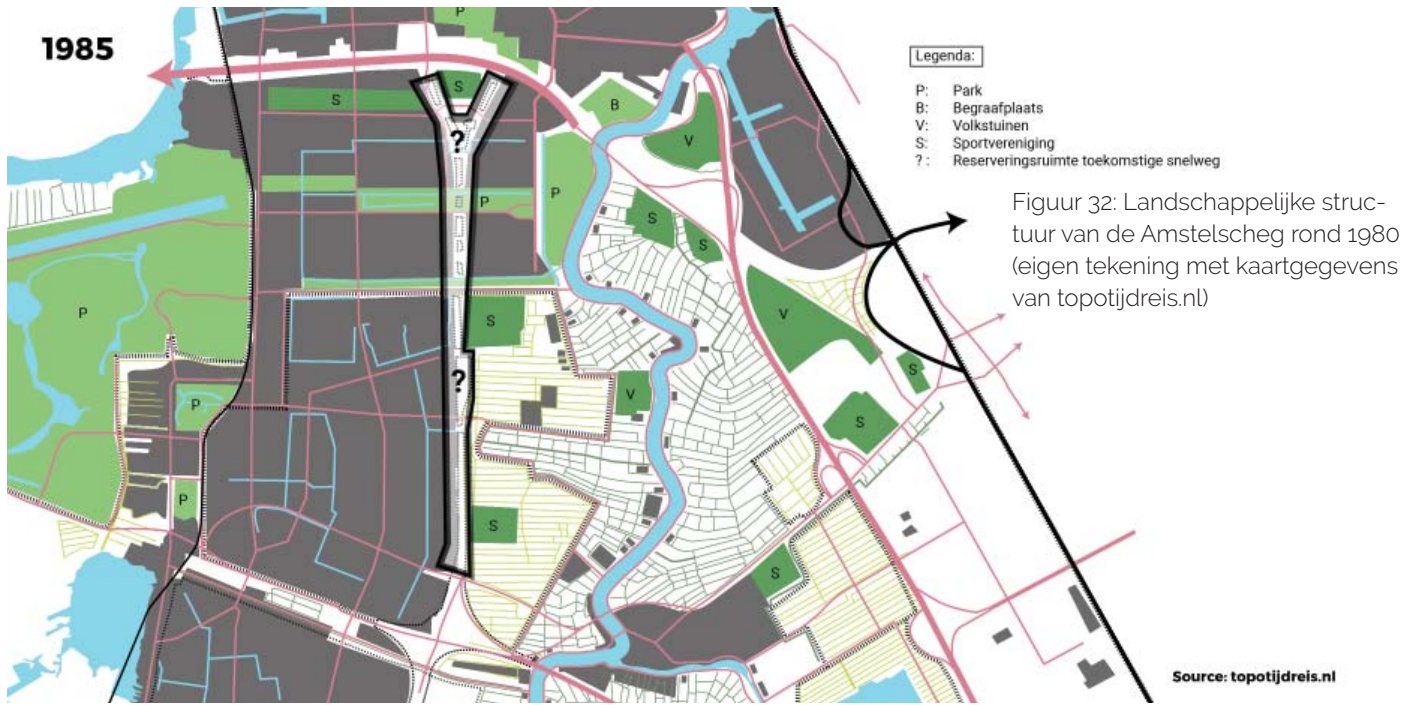 1985
Legenda:
P: Park
B: Begraafplaats
V: Volkstuinen
S: Sportvereniging
? : Reserveringsruimte toekomstige snelweg
Figuur 32: Landschappelijke struc-
tuur van de Amstelscheg rond 1980
(eigen tekening met kaartgegevens
van topotijdreis.nl)
P
S
S
B
V
?
P
P
S
S
P
S
V
?
V
S
P
S
P
S
S
Source: topotijdreis.nl